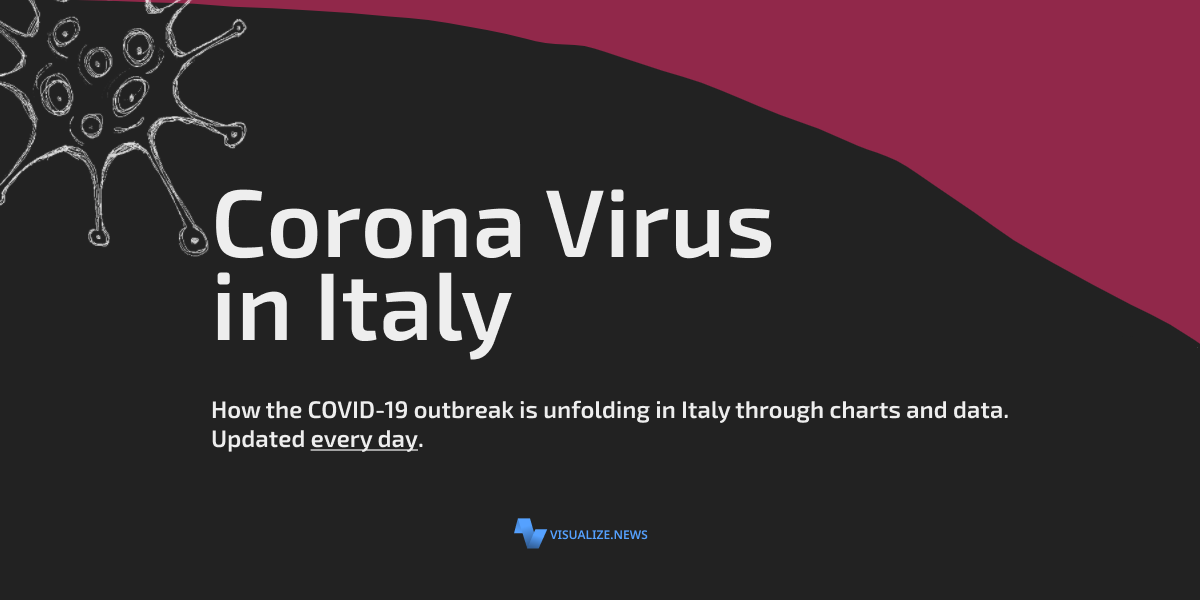 Corona Virus
in Italy
How the COVID-19 outbreak is unfolding in Italy through charts and data.
Updated every day.
VISUALIZE.NEWS